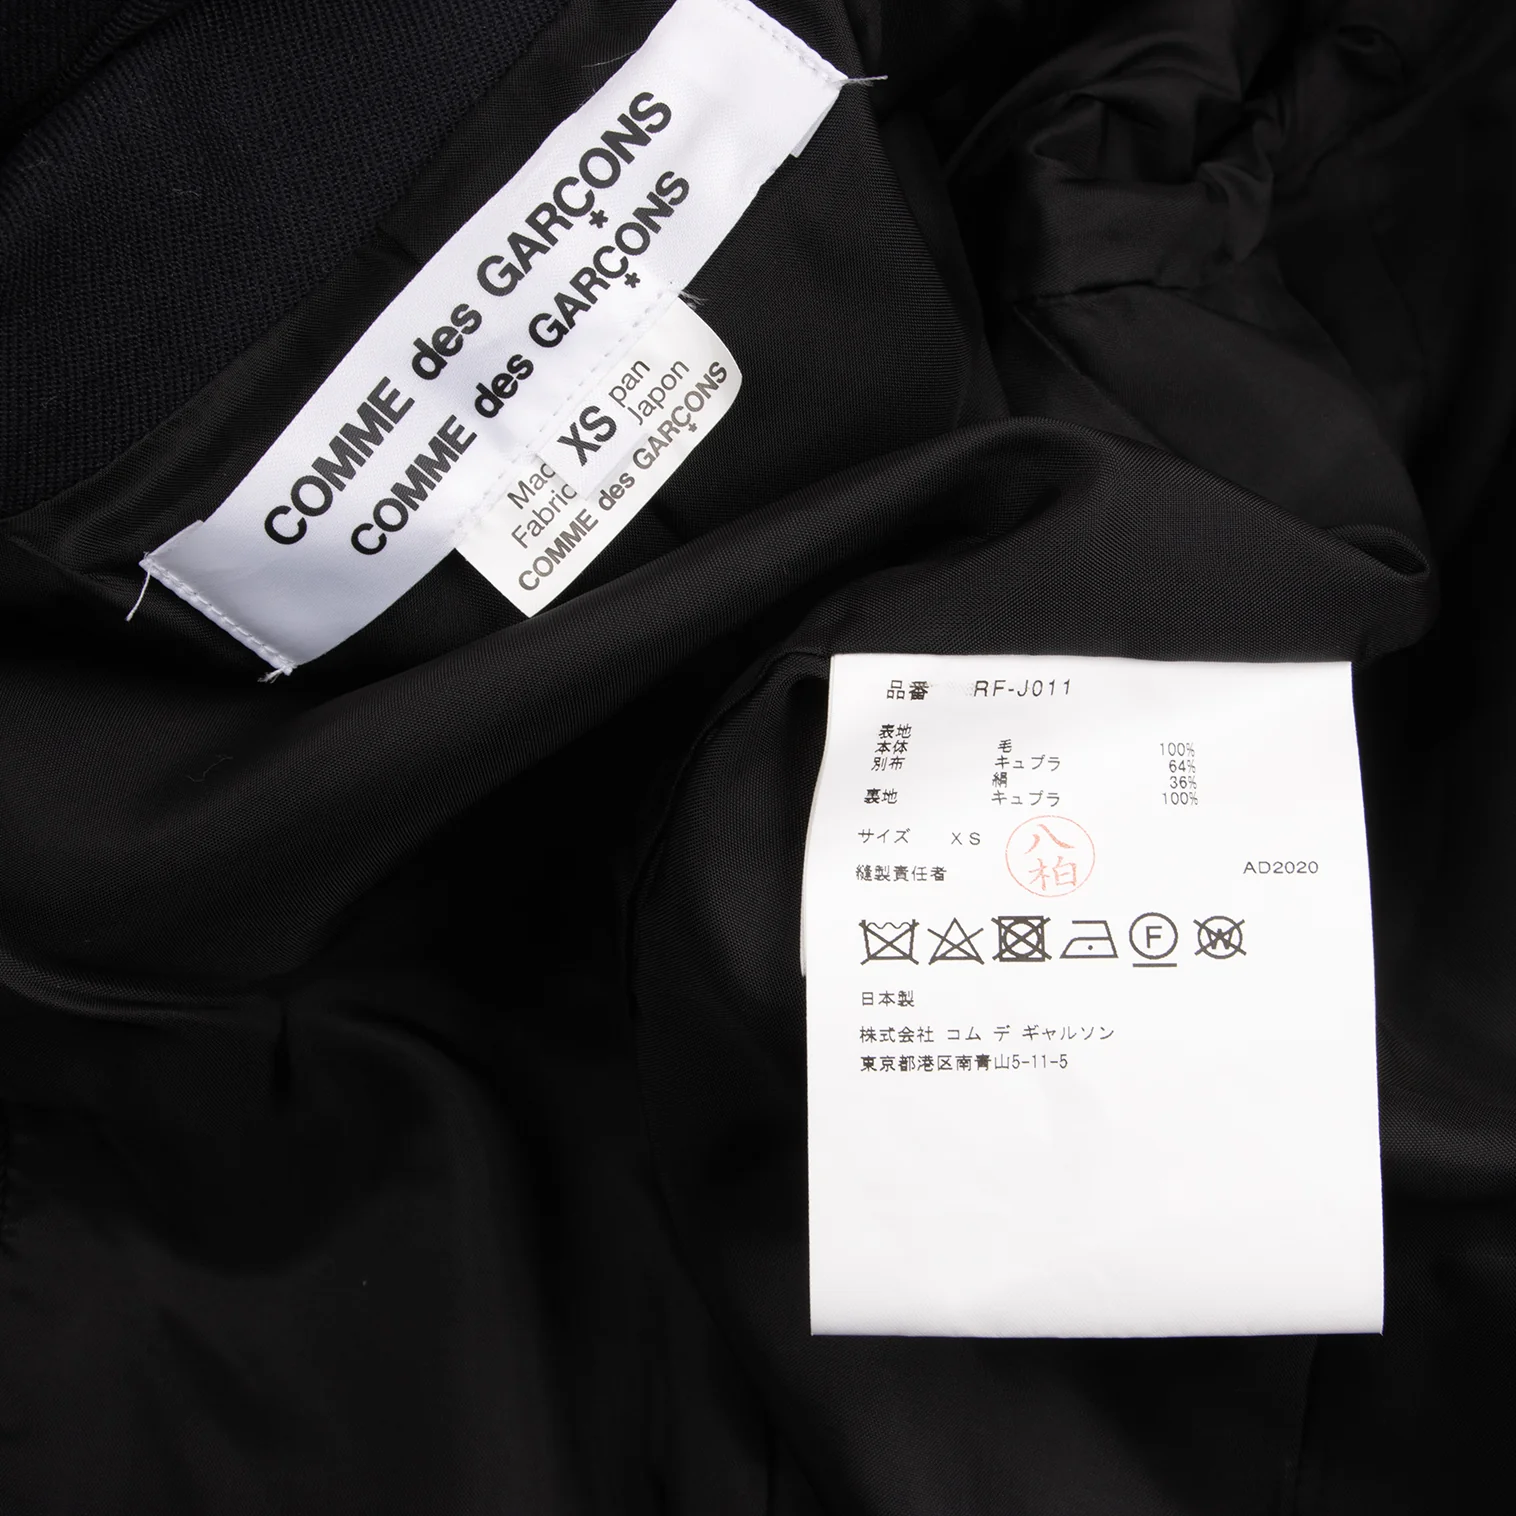 COMME des GARÇONS
*
COMME des GARÇONS
*
XS
Mad pan
Fabric Japon
COMME des GARÇONS
品番 RF-J011
表地
本体 毛 100%
別布 キュプラ 64%
絹 36%
裏地 キュプラ 100%
サイズ XS
八
柏
縫製責任者 AD2020
F W
日本製
株式会社 コム デ ギャルソン
東京都港区南青山5-11-5